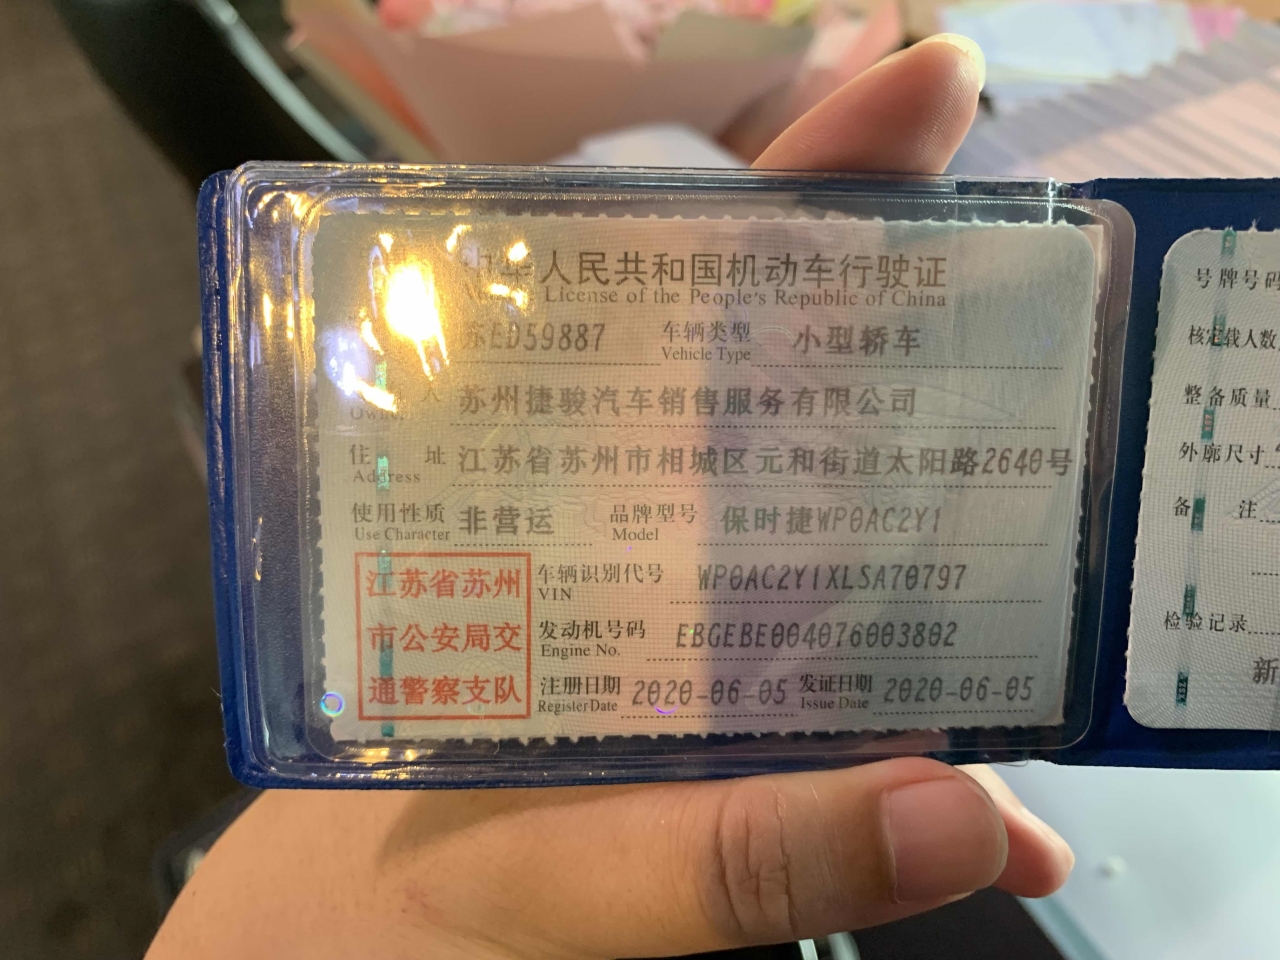 中华人民共和国机动车行驶证
License of the People's Republic of China
苏ED59887 车辆类型 小型轿车
Vehicle Type
人 苏州捷骏汽车销售服务有限公司
住 址 江苏省苏州市相城区元和街道太阳路2640号
Address
使用性质 非营运 品牌型号 保时捷WP0AC2Y1
Use Character Model
江苏省苏州
市公安局交
通警察支队
车辆识别代号 WP0AC2Y1XLSA70797
VIN
发动机号码 EBGEBE004076003802
Engine No.
注册日期 2020-06-05 发证日期 2020-06-05
Register Date Issue Date
号牌号码
核定载人数
整备质量
外廓尺寸
备 注
检验记录
新